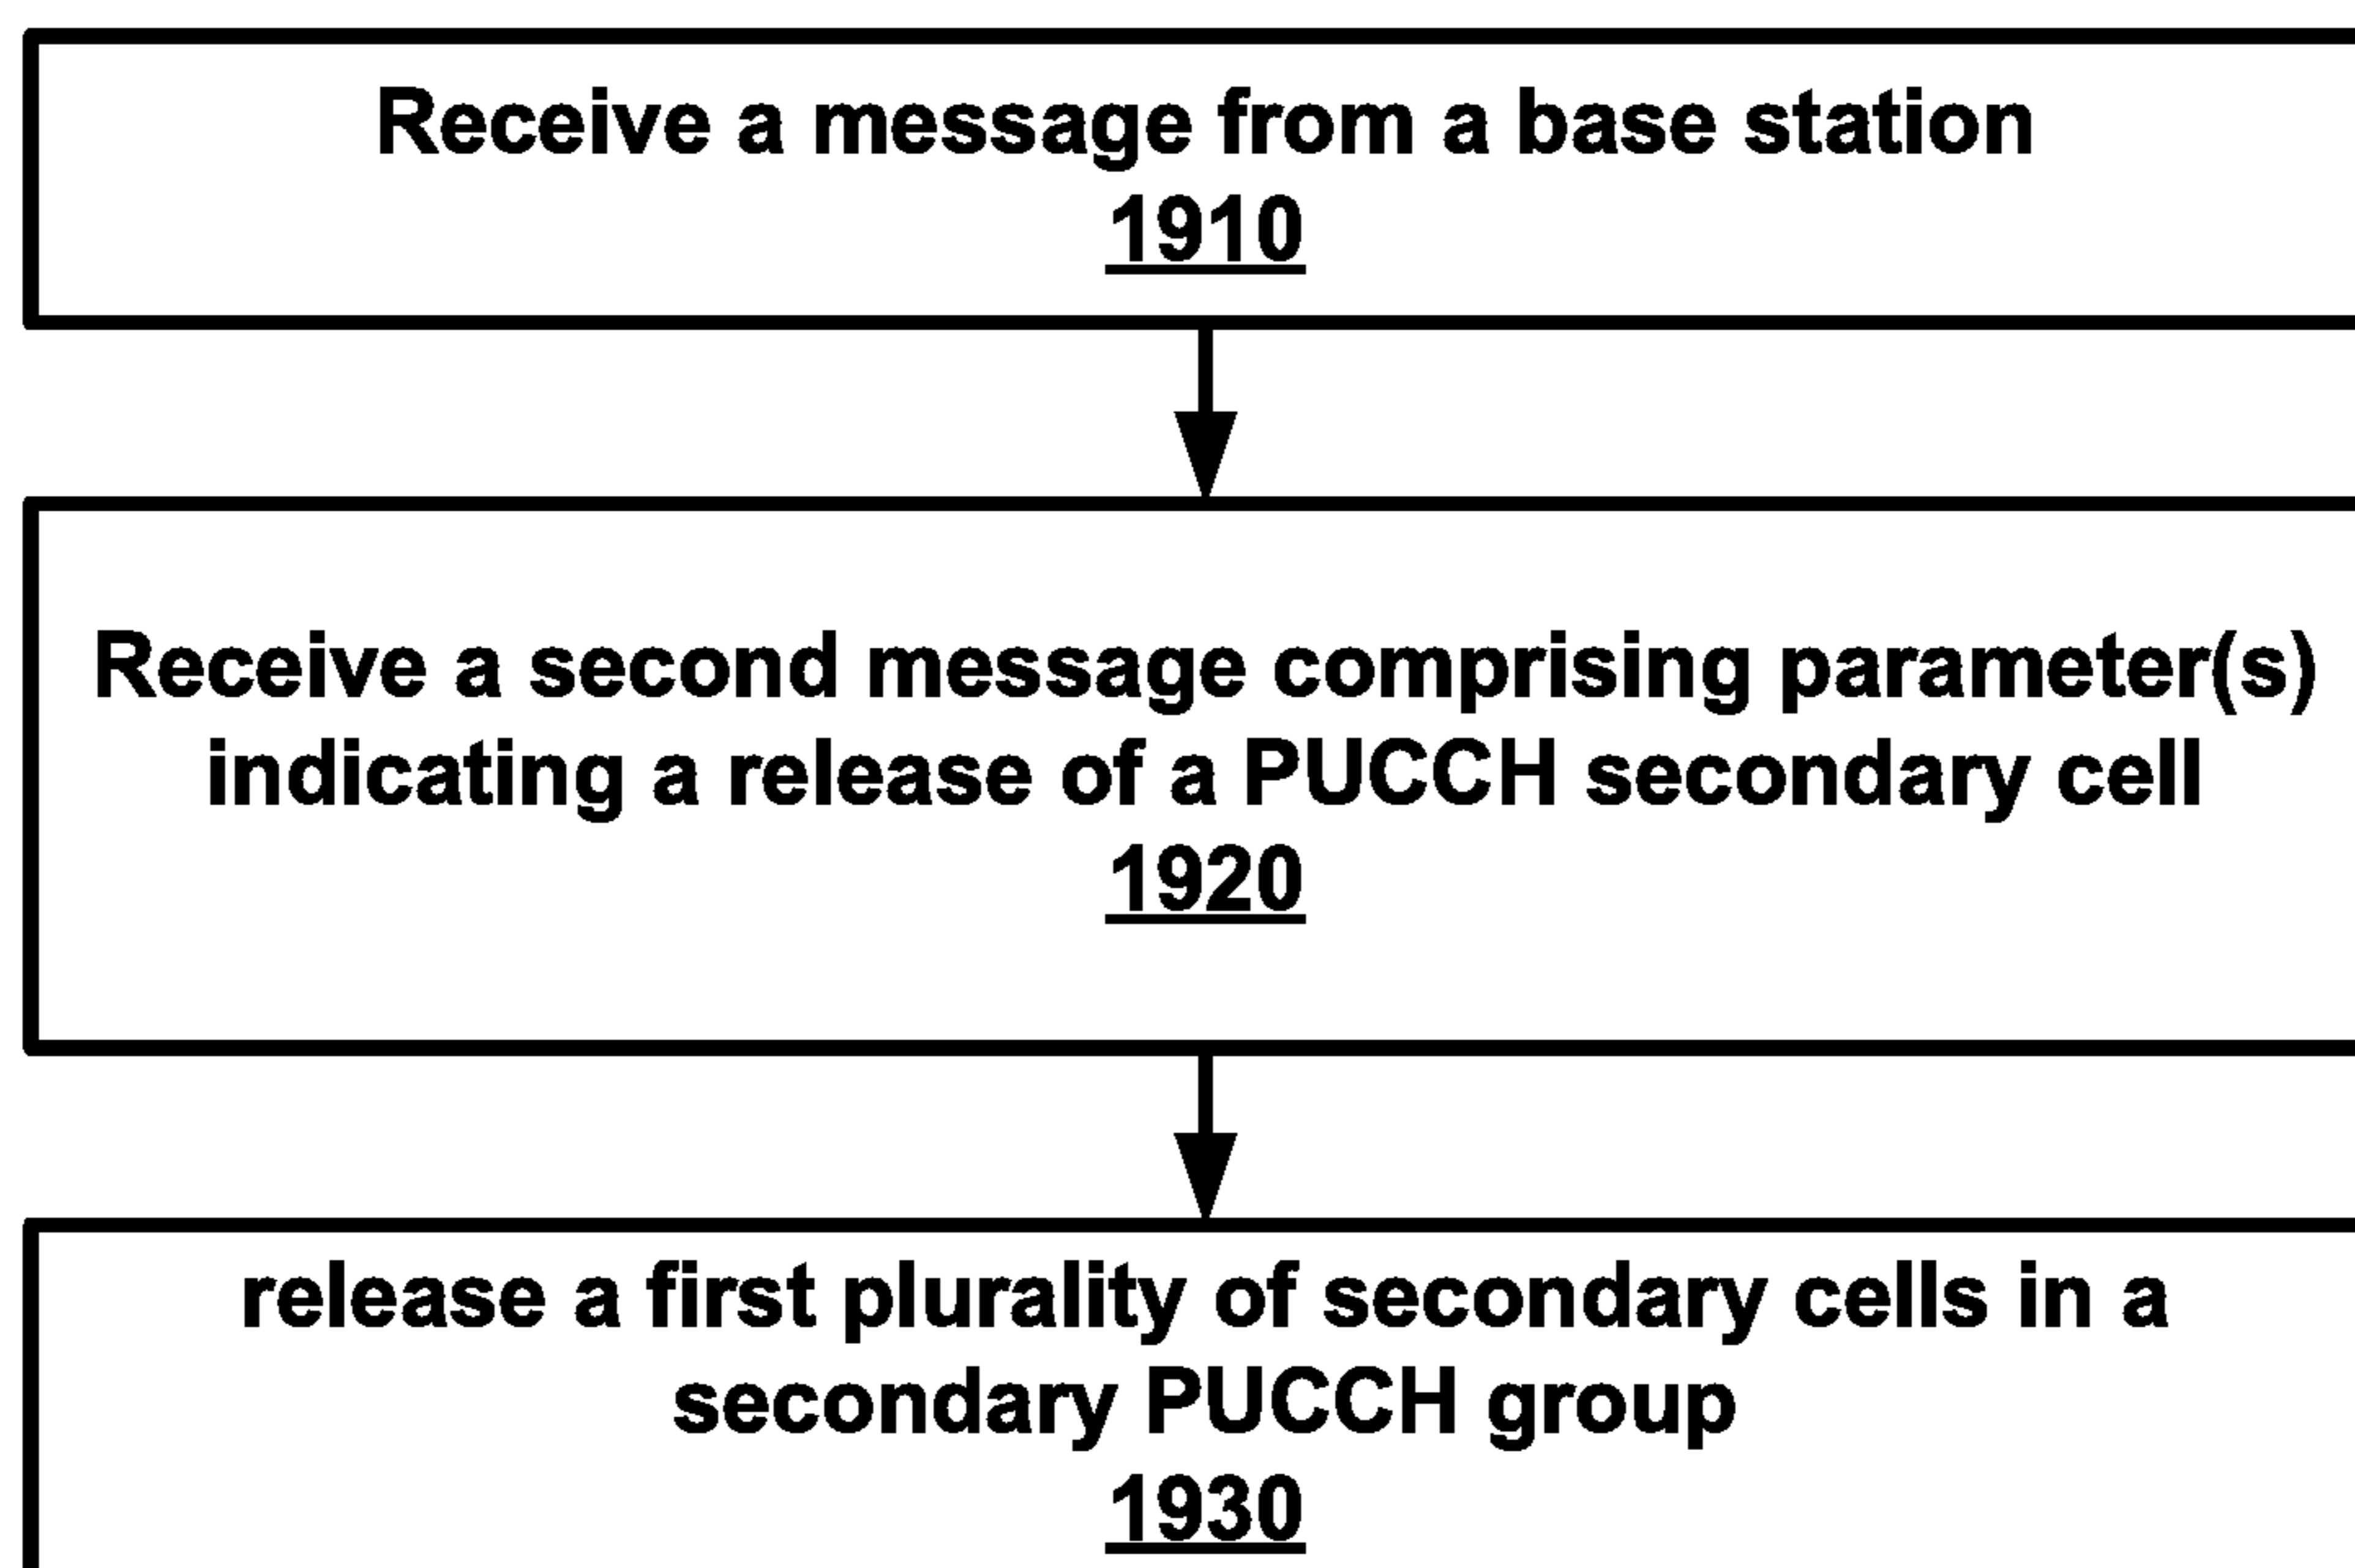 Receive a message from a base station
1910
Receive a second message comprising parameter(s)
indicating a release of a PUCCH secondary cell
1920
release a first plurality of secondary cells in a
secondary PUCCH group
1930